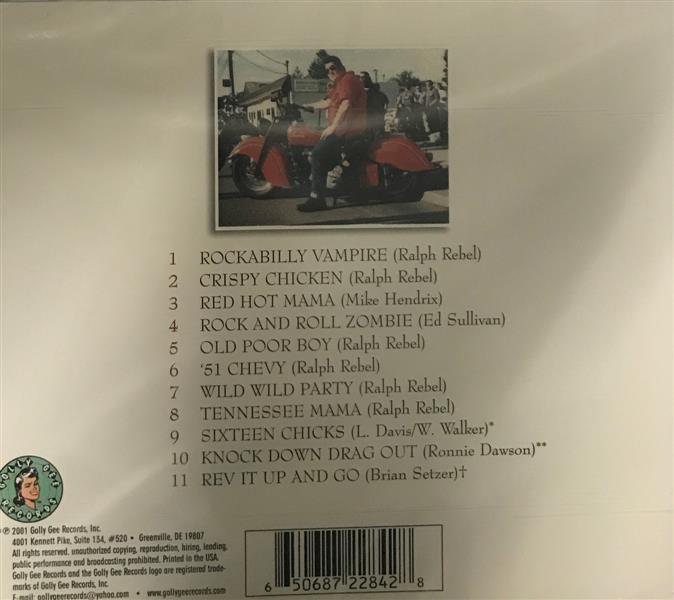 1 ROCKABILLY VAMPIRE (Ralph Rebel)
2 CRISPY CHICKEN (Ralph Rebel)
3 RED HOT MAMA (Mike Hendrix)
4 ROCK AND ROLL ZOMBIE (Ed Sullivan)
5 OLD POOR BOY (Ralph Rebel)
6 '51 CHEVY (Ralph Rebel)
7 WILD WILD PARTY (Ralph Rebel)
8 TENNESSEE MAMA (Ralph Rebel)
9 SIXTEEN CHICKS (L. Davis/W. Walker)*
10 KNOCK DOWN DRAG OUT (Ronnie Dawson)**
11 REV IT UP AND GO (Brian Setzer)†
GOLLY GEE
RECORDS
℗ 2001 Golly Gee Records, Inc.
4001 Kennett Pike, Suite 134, #520 • Greenville, DE 19807
All rights reserved. unauthorized copying, reproduction, hiring, lending,
public performance and broadcasting prohibited. Printed in the USA.
Golly Gee Records and the Golly Gee Records logo are registered trade-
marks of Golly Gee Records, Inc.
E-mail: gollygeerecords@yahoo.com • www.gollygeerecords.com
6 50687 22842 8